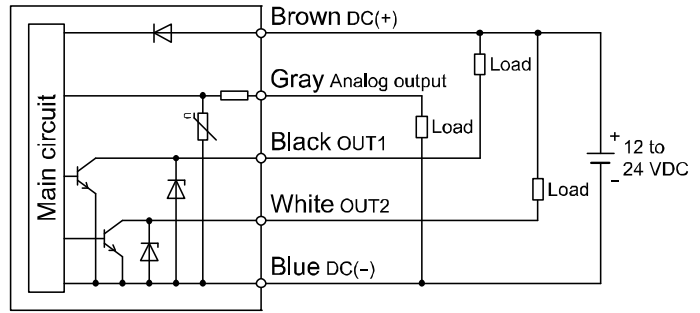 Brown DC(+)
Gray Analog output
Load
Load
Main circuit
Black OUT1
+
12 to
24 VDC
−
White OUT2
Load
Blue DC(−)